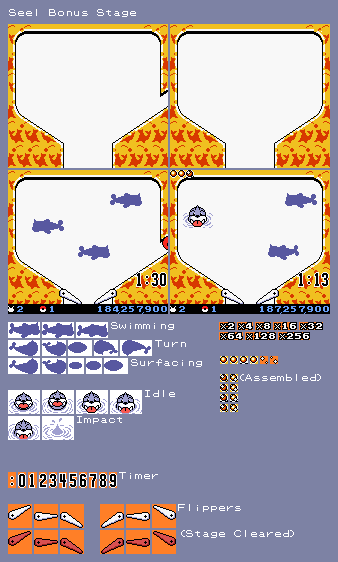 Seel Bonus Stage
1:30
2 1 184257900
1:13
2 1 187257900
Swimming
×2 ×4 ×8 ×16 ×32
×64 ×128 ×256
Turn
Surfacing
(Assembled)
Idle
Impact
:0123456789
Timer
Flippers
(Stage Cleared)